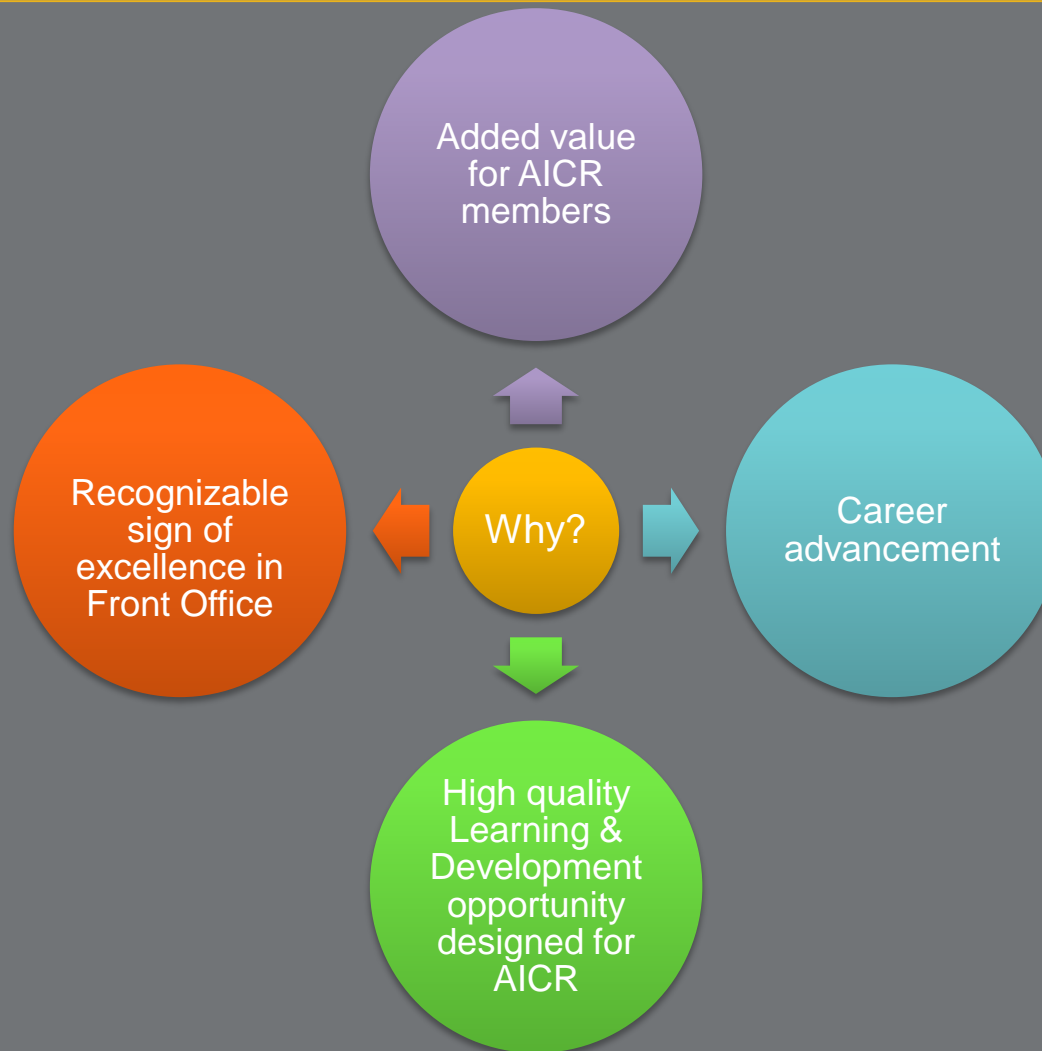 Added value
for AICR
members
Recognizable
sign of
excellence in
Front Office
Why?
Career
advancement
High quality
Learning &
Development
opportunity
designed for
AICR